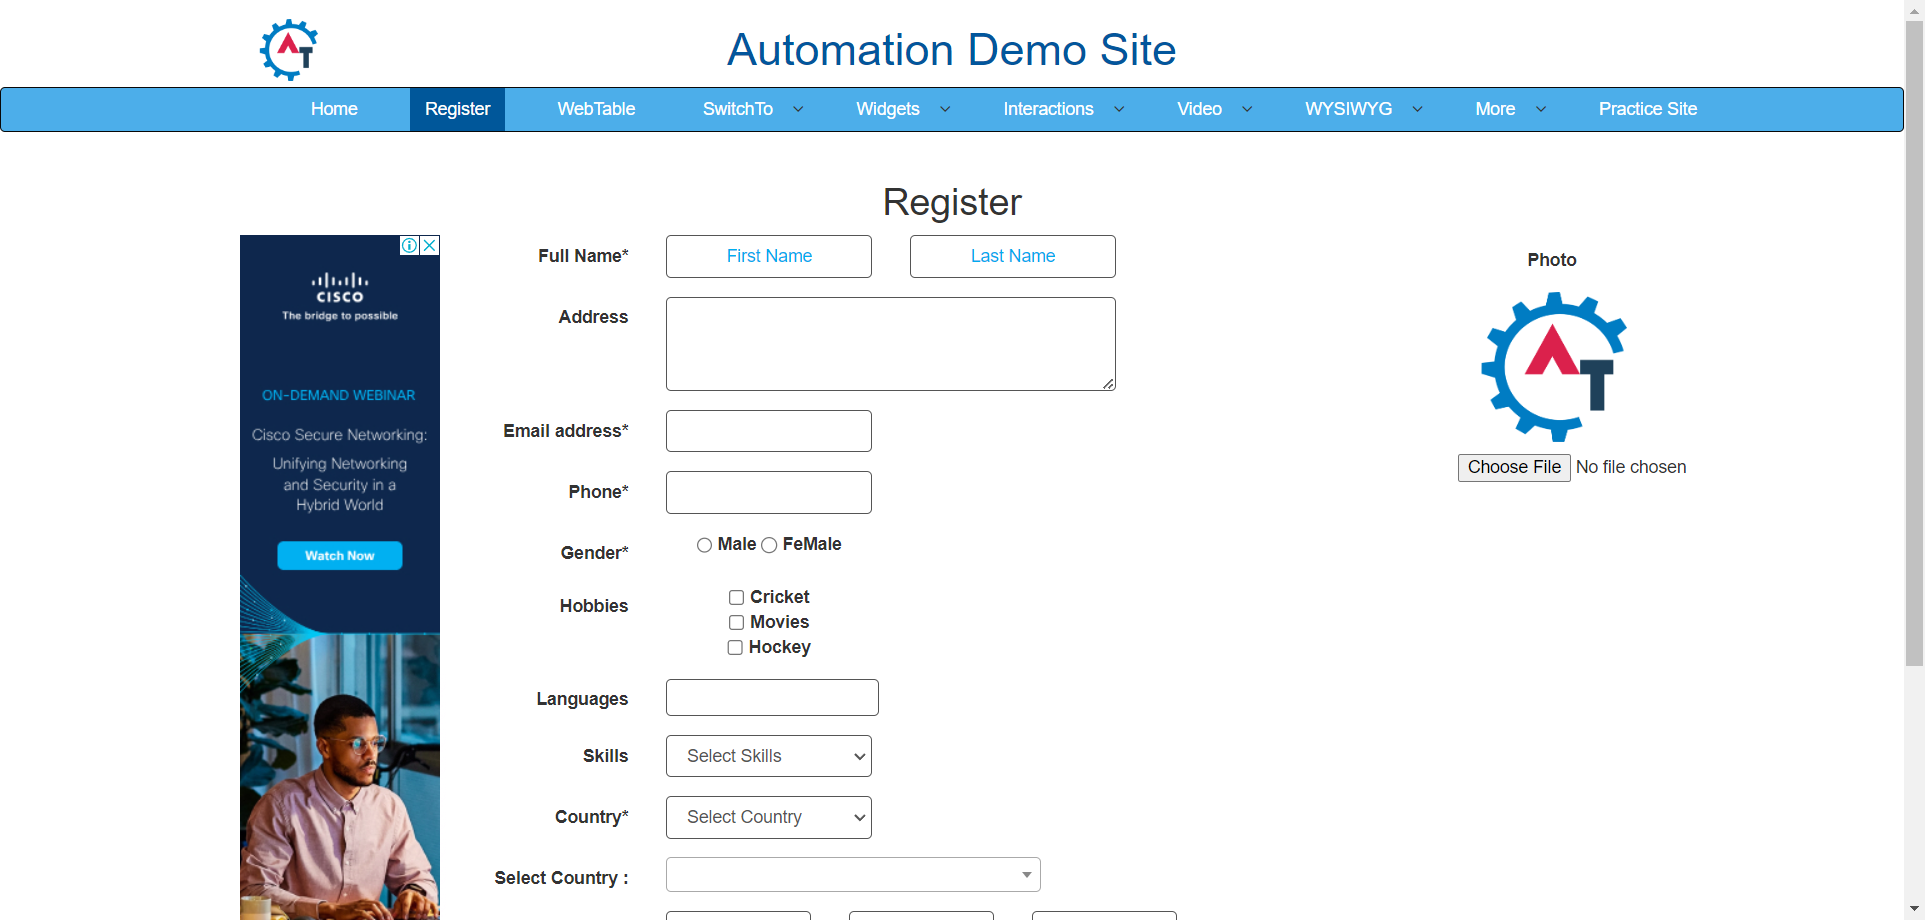 AT
Automation Demo Site
Home Register WebTable SwitchTo Widgets Interactions Video WYSIWYG More Practice Site
Register
CISCO
The bridge to possible
ON-DEMAND WEBINAR
Cisco Secure Networking:
Unifying Networking
and Security in a
Hybrid World
Watch Now
Full Name* First Name Last Name
Address
Email address*
Phone*
Gender* Male FeMale
Hobbies Cricket
Movies
Hockey
Languages
Skills Select Skills
Country* Select Country
Select Country :
Photo
AT
Choose File No file chosen